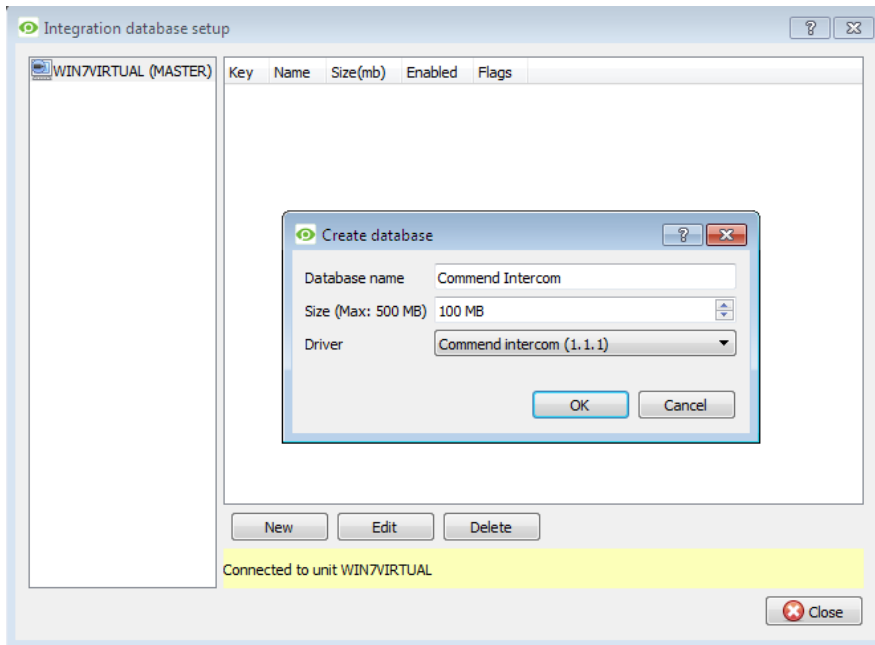 Integration database setup
WIN7VIRTUAL (MASTER)
Key Name Size(mb) Enabled Flags
Create database
Database name Commend Intercom
Size (Max: 500 MB) 100 MB
Driver Commend intercom (1.1.1)
OK Cancel
New Edit Delete
Connected to unit WIN7VIRTUAL
Close